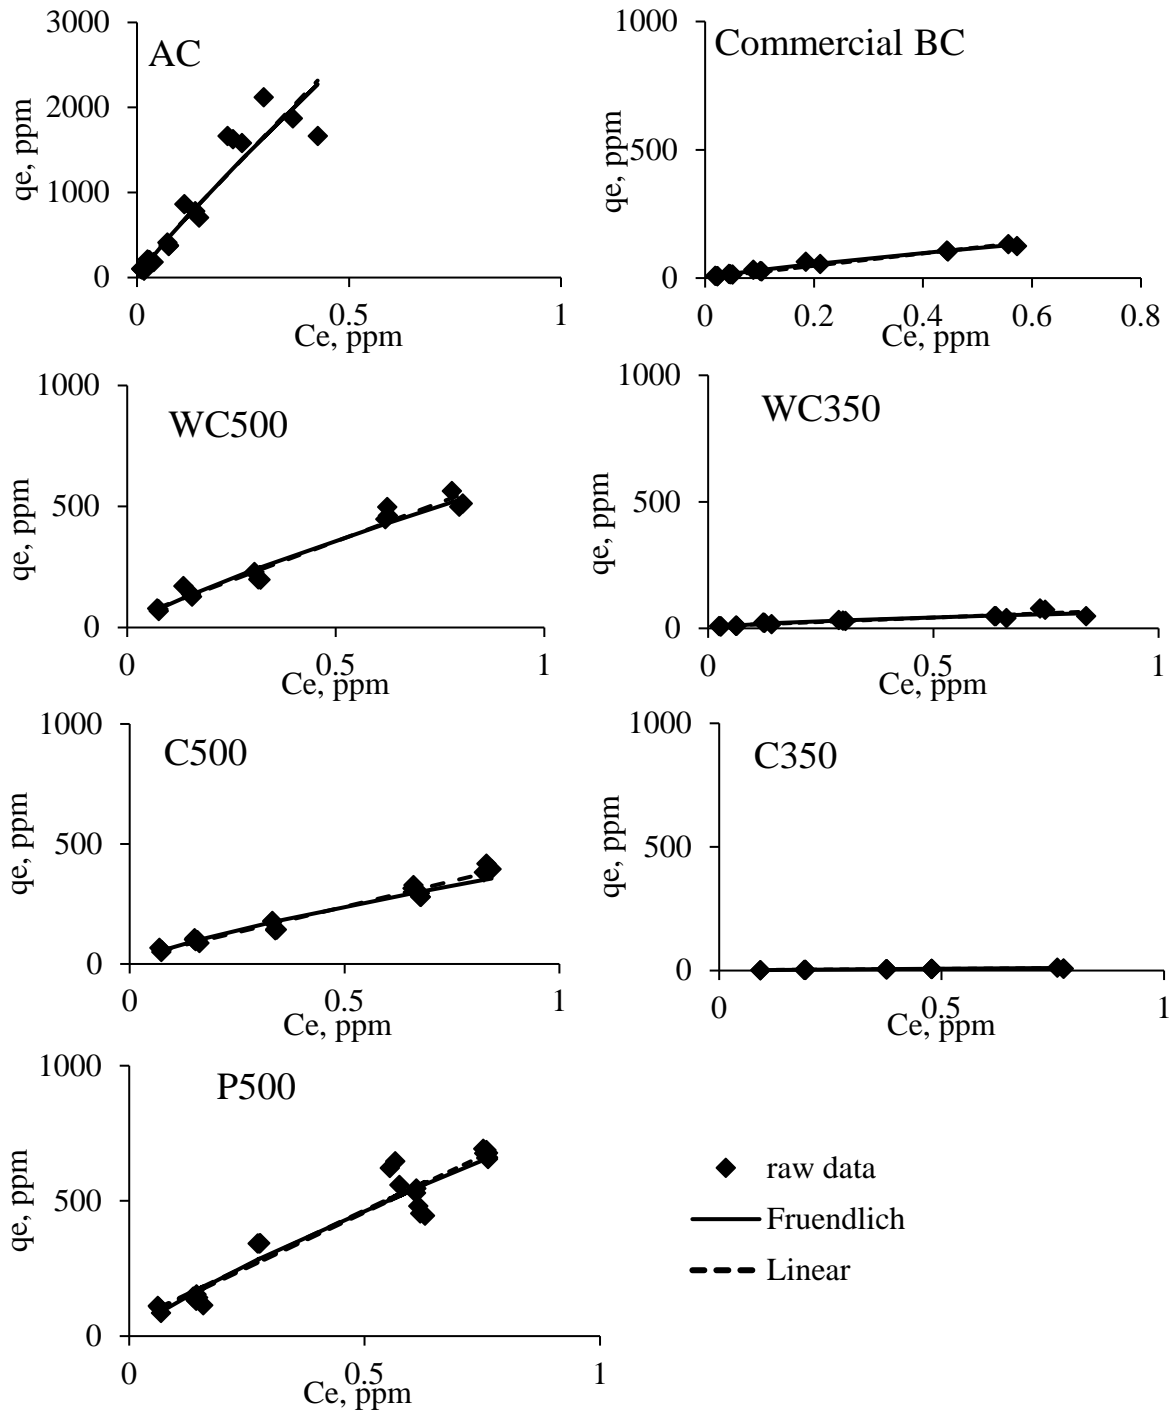 AC
3000
2000
1000
0
qe, ppm
0
0.5
1
Ce, ppm
Commercial BC
1000
500
0
qe, ppm
0
0.2
0.4
0.6
0.8
Ce, ppm
WC500
1000
500
0
qe, ppm
0
0.5
1
Ce, ppm
WC350
1000
500
0
qe, ppm
0
0.5
1
Ce, ppm
C500
1000
500
0
qe, ppm
0
0.5
1
Ce, ppm
C350
1000
500
0
qe, ppm
0
0.5
1
Ce, ppm
P500
1000
500
0
qe, ppm
0
0.5
1
Ce, ppm
raw data
Fruendlich
Linear